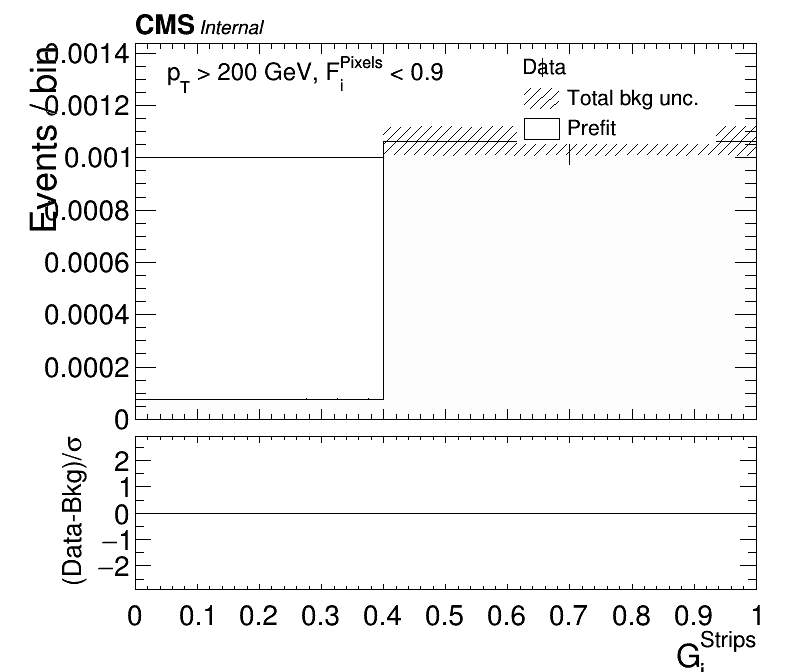 CMS Internal
Events / bin
0.0014
0.0012
0.001
0.0008
0.0006
0.0004
0.0002
0
p_T > 200 GeV, F_i^Pixels < 0.9
Data
Total bkg unc.
Prefit
(Data-Bkg)/σ
2
1
0
−1
−2
0 0.1 0.2 0.3 0.4 0.5 0.6 0.7 0.8 0.9 1
G_i^Strips